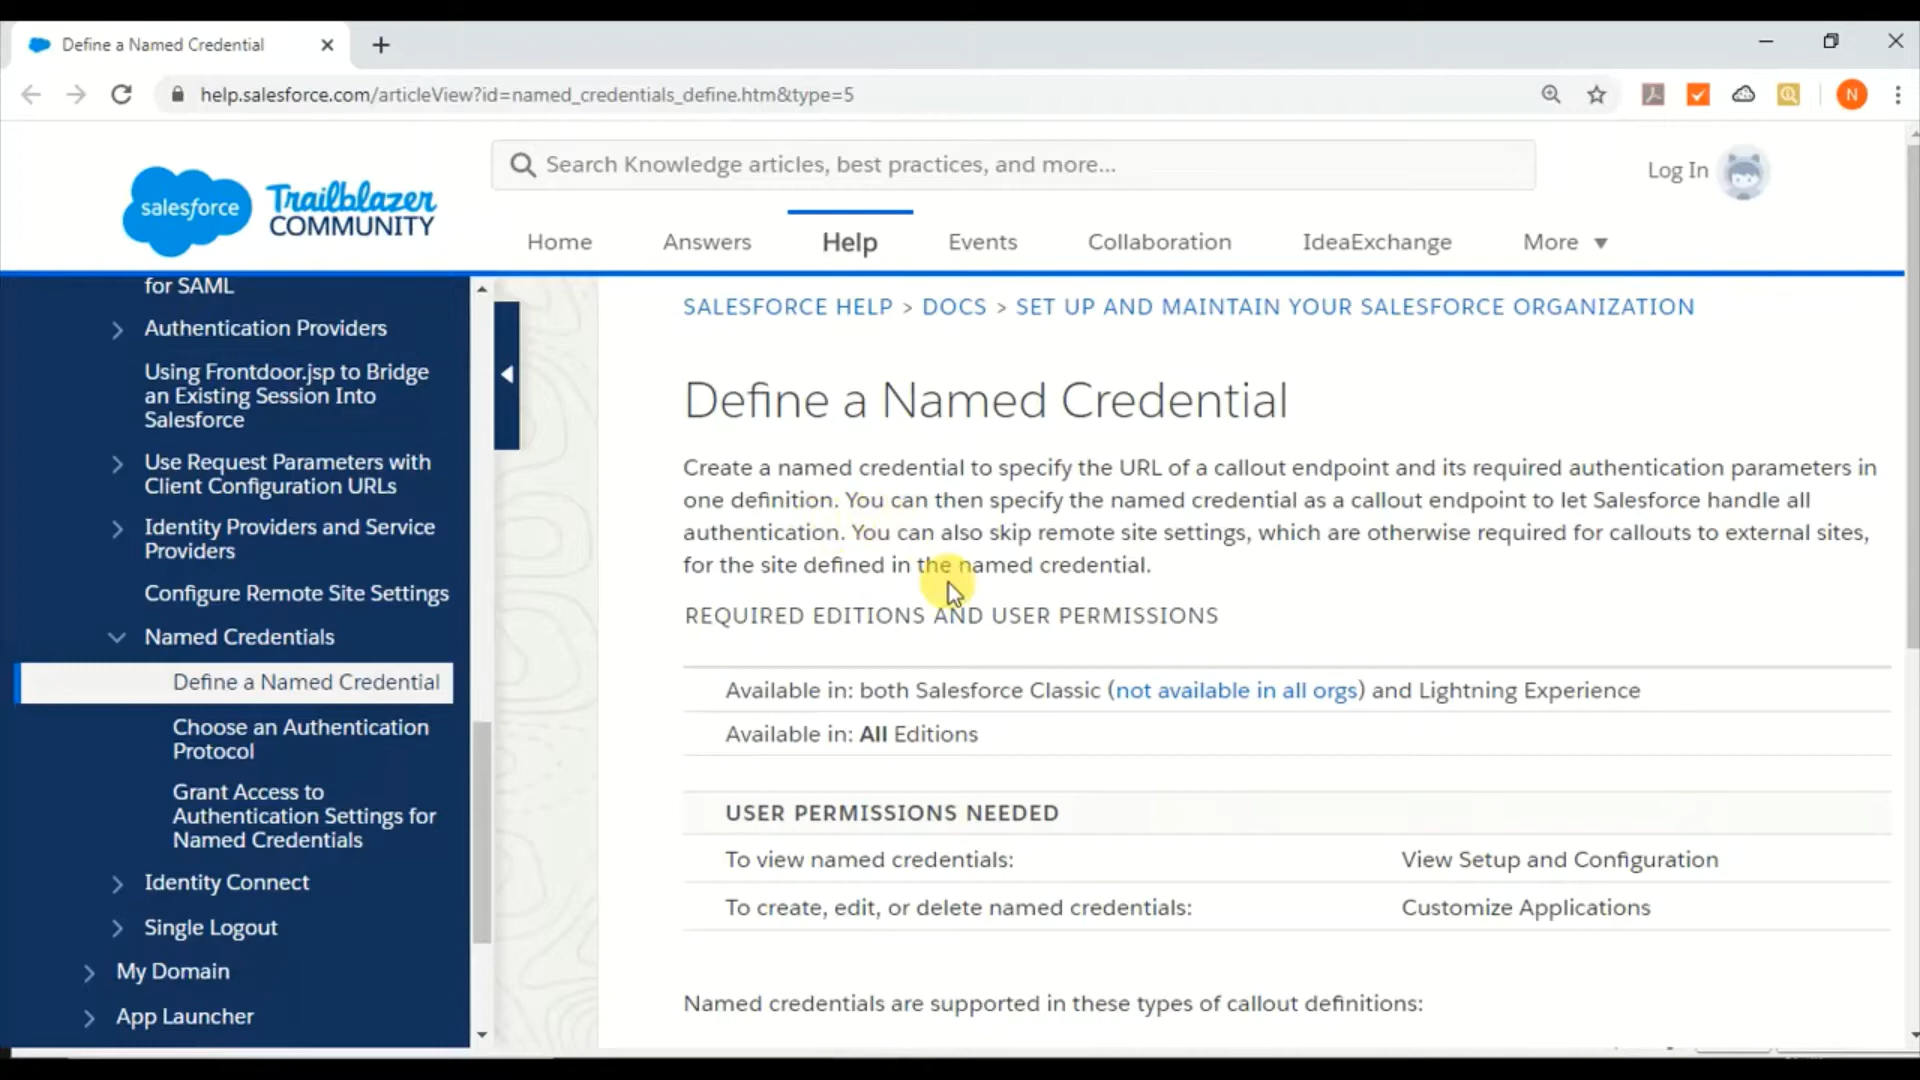 Define a Named Credential
help.salesforce.com/articleView?id=named_credentials_define.htm&type=5
N
salesforce
Trailblazer
COMMUNITY
Search Knowledge articles, best practices, and more...
Log In
Home
Answers
Help
Events
Collaboration
IdeaExchange
More
for SAML
Authentication Providers
Using Frontdoor.jsp to Bridge
an Existing Session Into
Salesforce
Use Request Parameters with
Client Configuration URLs
Identity Providers and Service
Providers
Configure Remote Site Settings
Named Credentials
Define a Named Credential
Choose an Authentication
Protocol
Grant Access to
Authentication Settings for
Named Credentials
Identity Connect
Single Logout
My Domain
App Launcher
SALESFORCE HELP > DOCS > SET UP AND MAINTAIN YOUR SALESFORCE ORGANIZATION
Define a Named Credential
Create a named credential to specify the URL of a callout endpoint and its required authentication parameters in
one definition. You can then specify the named credential as a callout endpoint to let Salesforce handle all
authentication. You can also skip remote site settings, which are otherwise required for callouts to external sites,
for the site defined in the named credential.
REQUIRED EDITIONS AND USER PERMISSIONS
Available in: both Salesforce Classic (not available in all orgs) and Lightning Experience
Available in: All Editions
USER PERMISSIONS NEEDED
To view named credentials: View Setup and Configuration
To create, edit, or delete named credentials: Customize Applications
Named credentials are supported in these types of callout definitions: